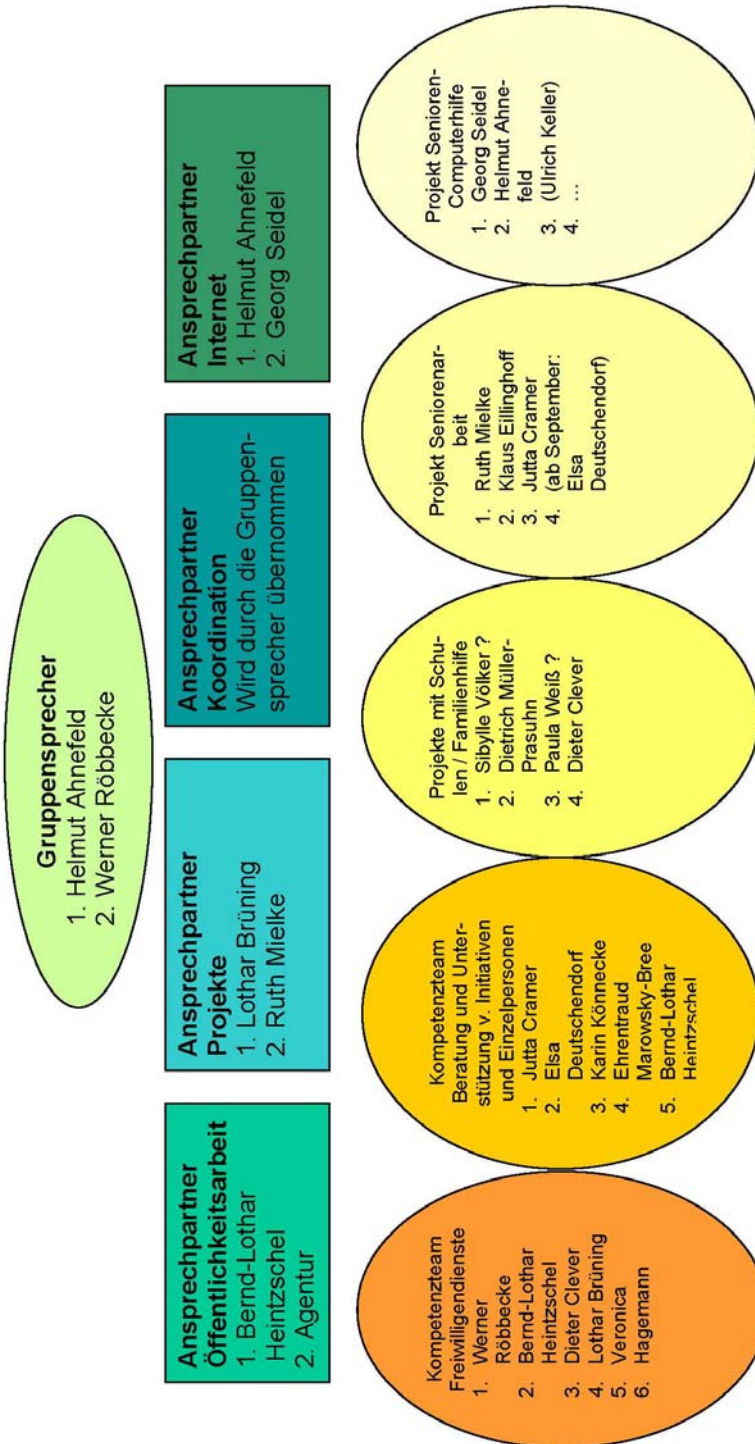 Gruppensprecher
1. Helmut Ahnefeld
2. Werner Röbbecke
Ansprechpartner
Öffentlichkeitsarbeit
1. Bernd-Lothar
Heintzschel
2. Agentur
Ansprechpartner
Projekte
1. Lothar Brüning
2. Ruth Mielke
Ansprechpartner
Koordination
Wird durch die Gruppen-
sprecher übernommen
Ansprechpartner
Internet
1. Helmut Ahnefeld
2. Georg Seidel
Kompetenzteam
Freiwilligendienste
1. Werner
Röbbecke
2. Bernd-Lothar
Heintzschel
3. Dieter Clever
4. Lothar Brüning
5. Veronica
6. Hagemann
Kompetenzteam
Beratung und Unter-
stützung v. Initiativen
und Einzelpersonen
1. Jutta Cramer
2. Elsa
Deutschendorf
3. Karin Könnecke
4. Ehrentraud
Marowsky-Bree
5. Bernd-Lothar
Heintzschel
Projekte mit Schu-
len / Familienhilfe
1. Sibylle Völker ?
2. Dietrich Müller-
Prasuhn
3. Paula Weiß ?
4. Dieter Clever
Projekt Seniorenar-
beit
1. Ruth Mielke
2. Klaus Eillinghoff
3. Jutta Cramer
4. (ab September:
Elsa
Deutschendorf)
Projekt Senioren-
Computerhilfe
1. Georg Seidel
2. Helmut Ahne-
feld
3. (Ulrich Keller)
4. …